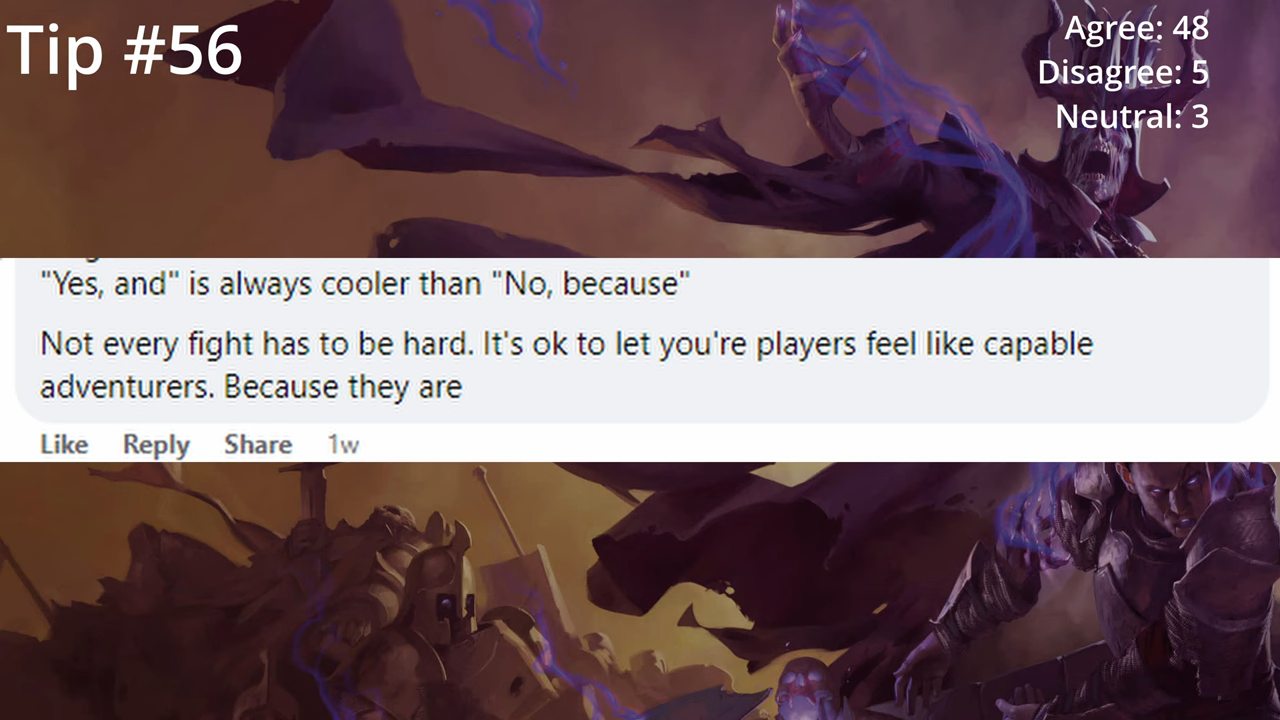 Tip #56
Agree: 48
Disagree: 5
Neutral: 3
"Yes, and" is always cooler than "No, because"
Not every fight has to be hard. It's ok to let you're players feel like capable
adventurers. Because they are
Like Reply Share 1w